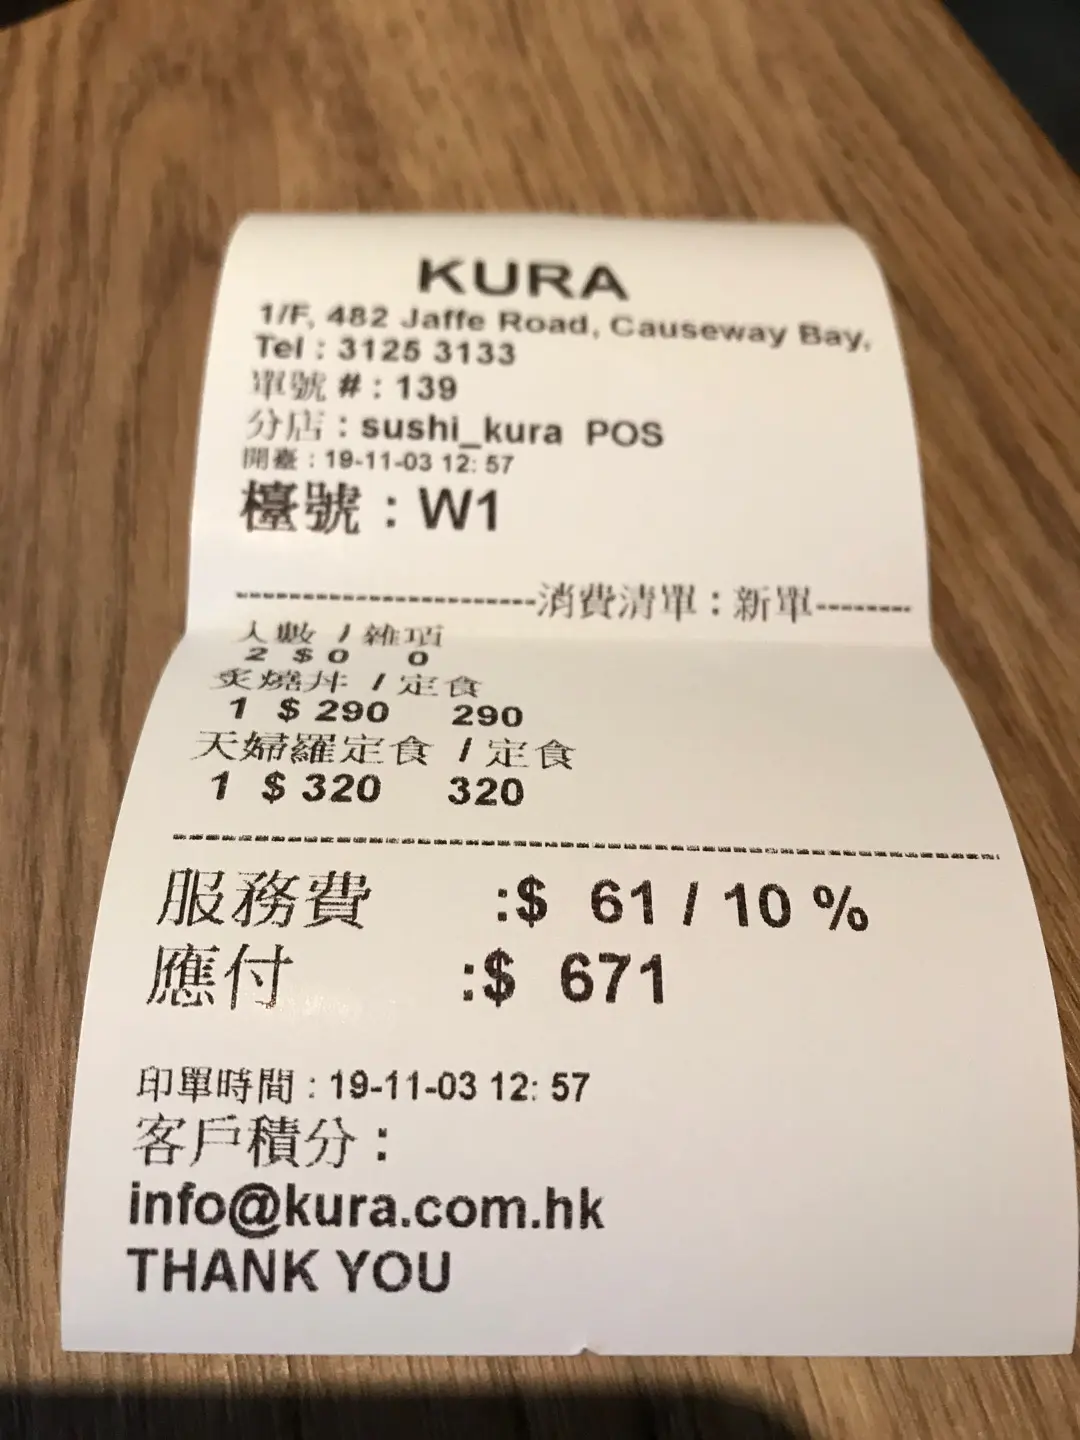 KURA
1/F, 482 Jaffe Road, Causeway Bay,
Tel : 3125 3133
單號 # : 139
分店 : sushi_kura POS
開臺 : 19-11-03 12: 57
檯號 : W1
-----------------------消費清單 : 新單--------
人數 / 雜項
2 $ 0 0
炙燒丼 / 定食
1 $ 290 290
天婦羅定食 / 定食
1 $ 320 320
服務費 :$ 61 / 10 %
應付 :$ 671
印單時間 : 19-11-03 12: 57
客戶積分 :
info@kura.com.hk
THANK YOU